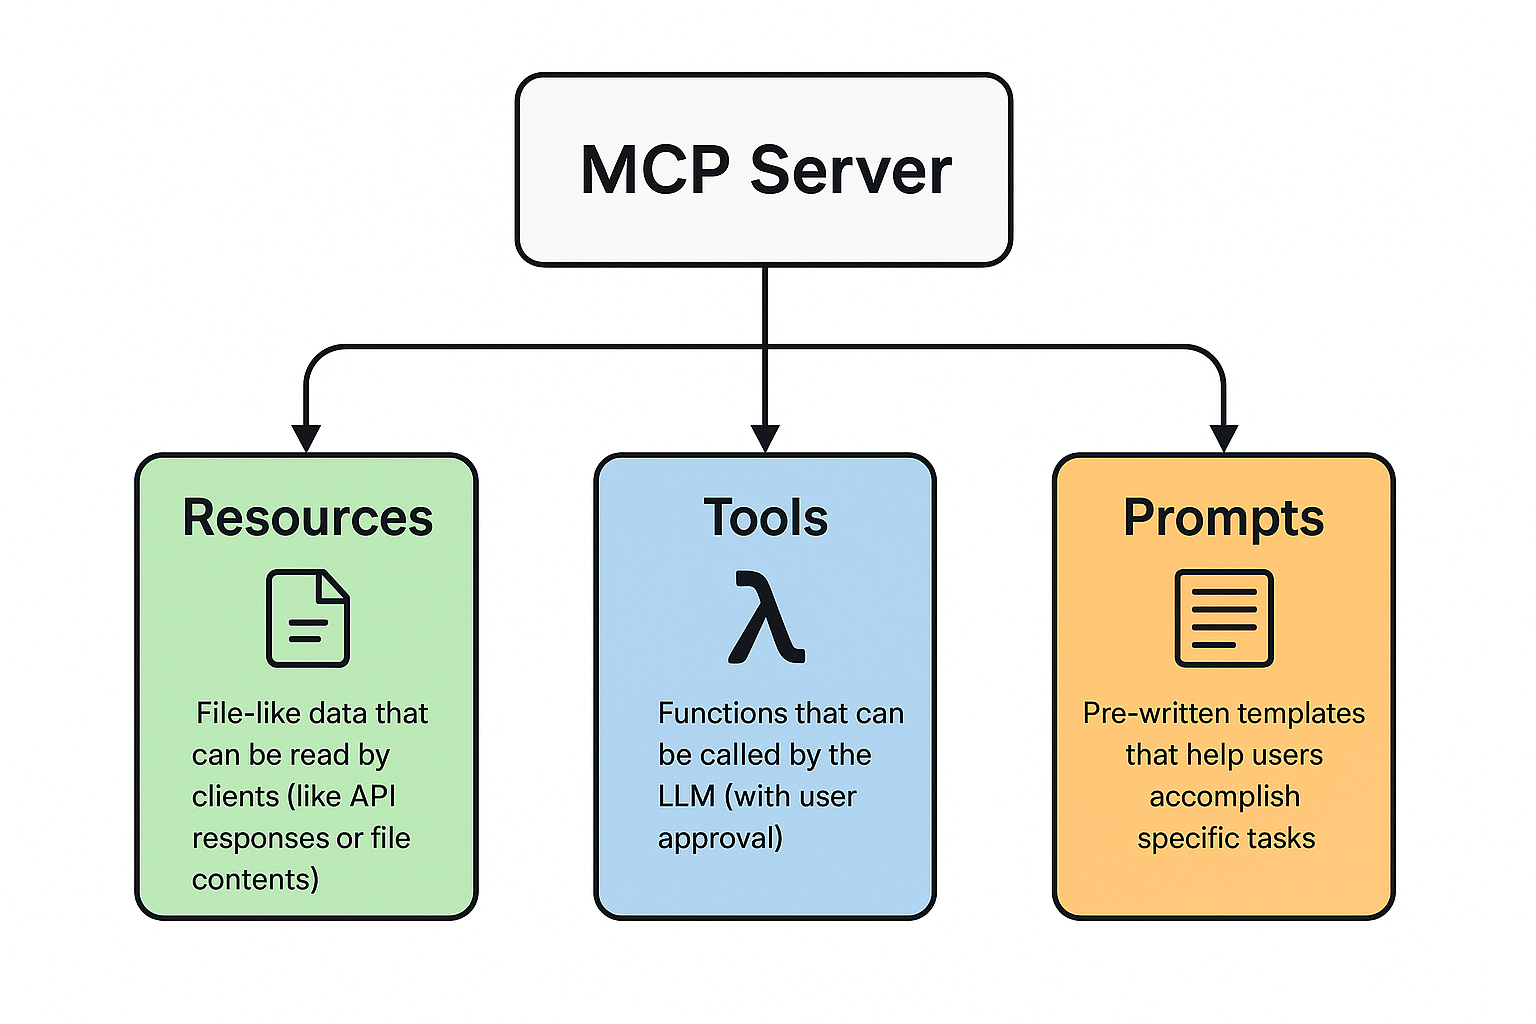 MCP Server
Resources
File-like data that
can be read by
clients (like API
responses or file
contents)
Tools
λ
Functions that can
be called by the
LLM (with user
approval)
Prompts
Pre-written templates
that help users
accomplish
specific tasks